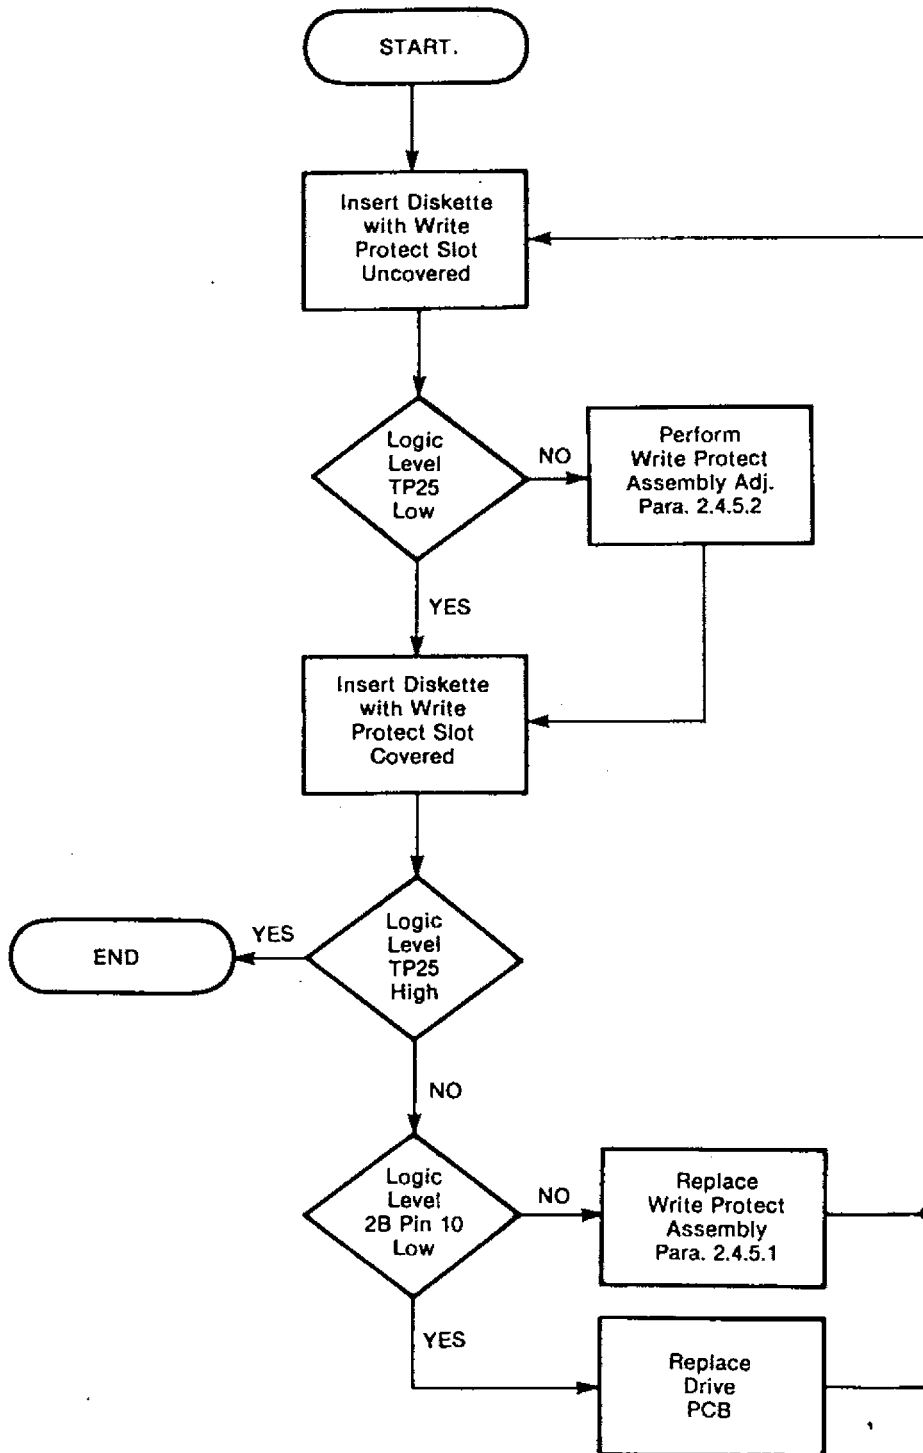 START.
Insert Diskette
with Write
Protect Slot
Uncovered
Logic
Level
TP25
Low
NO
Perform
Write Protect
Assembly Adj.
Para. 2.4.5.2
YES
Insert Diskette
with Write
Protect Slot
Covered
END
YES
Logic
Level
TP25
High
NO
Logic
Level
2B Pin 10
Low
NO
Replace
Write Protect
Assembly
Para. 2.4.5.1
YES
Replace
Drive
PCB